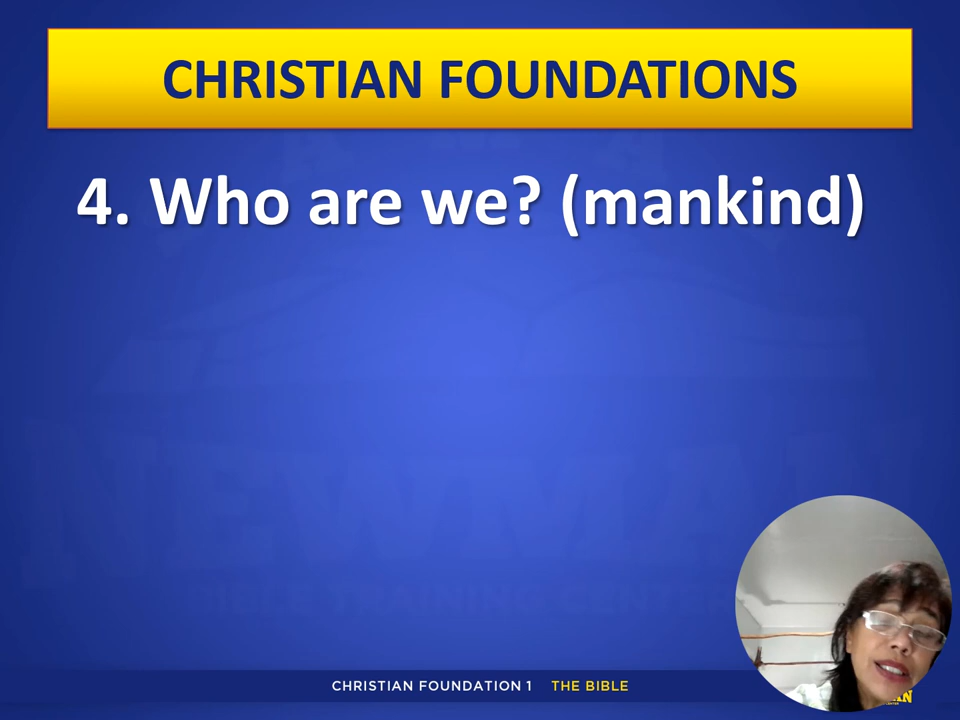 CHRISTIAN FOUNDATIONS
4. Who are we? (mankind)
CHRISTIAN FOUNDATION 1 THE BIBLE